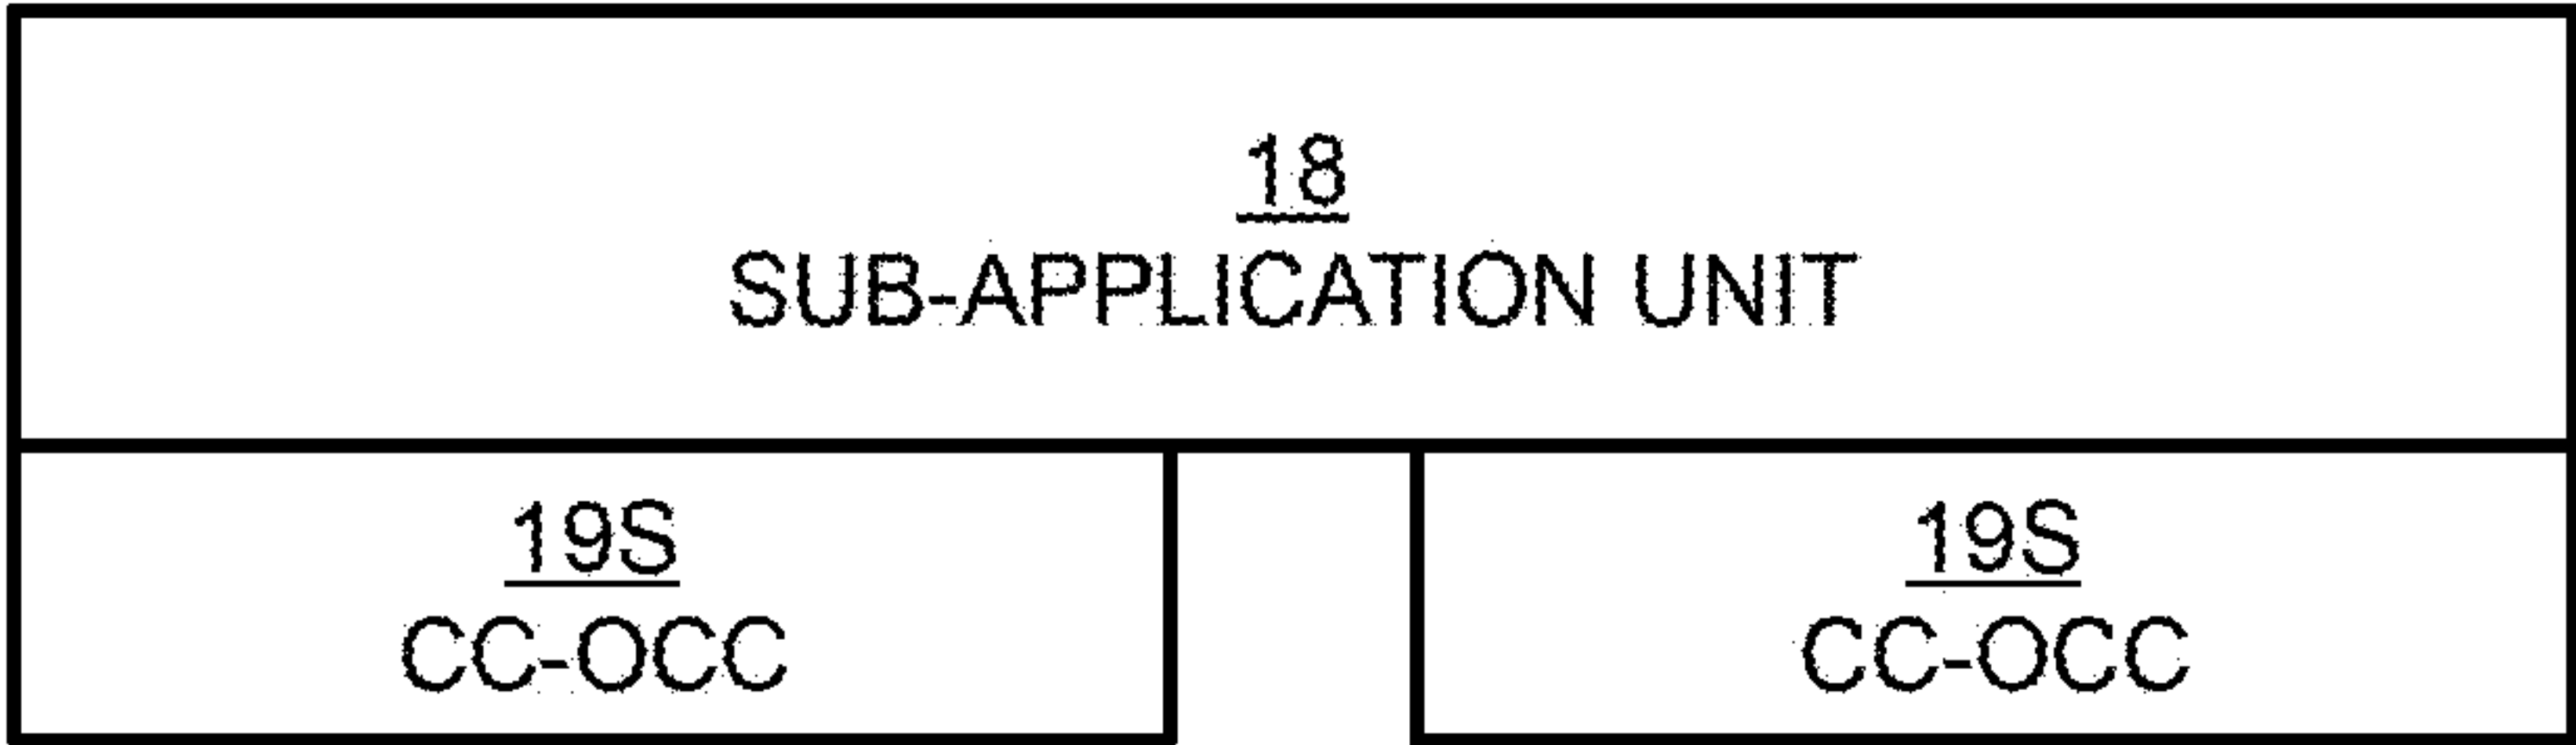 18
SUB-APPLICATION UNIT
19S
CC-OCC
19S
CC-OCC